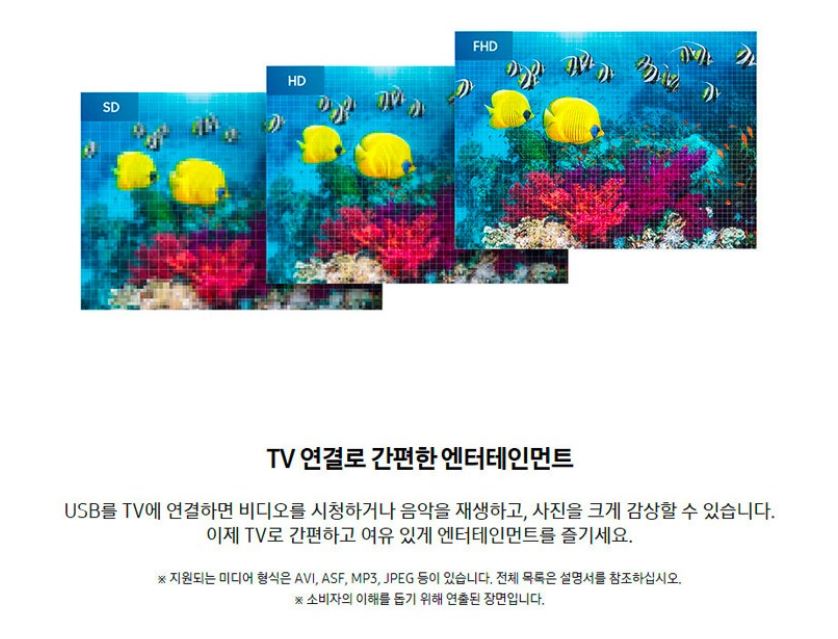 SD
HD
FHD
TV 연결로 간편한 엔터테인먼트
USB를 TV에 연결하면 비디오를 시청하거나 음악을 재생하고, 사진을 크게 감상할 수 있습니다.
이제 TV로 간편하고 여유 있게 엔터테인먼트를 즐기세요.
※ 지원되는 미디어 형식은 AVI, ASF, MP3, JPEG 등이 있습니다. 전체 목록은 설명서를 참조하십시오.
※ 소비자의 이해를 돕기 위해 연출된 장면입니다.